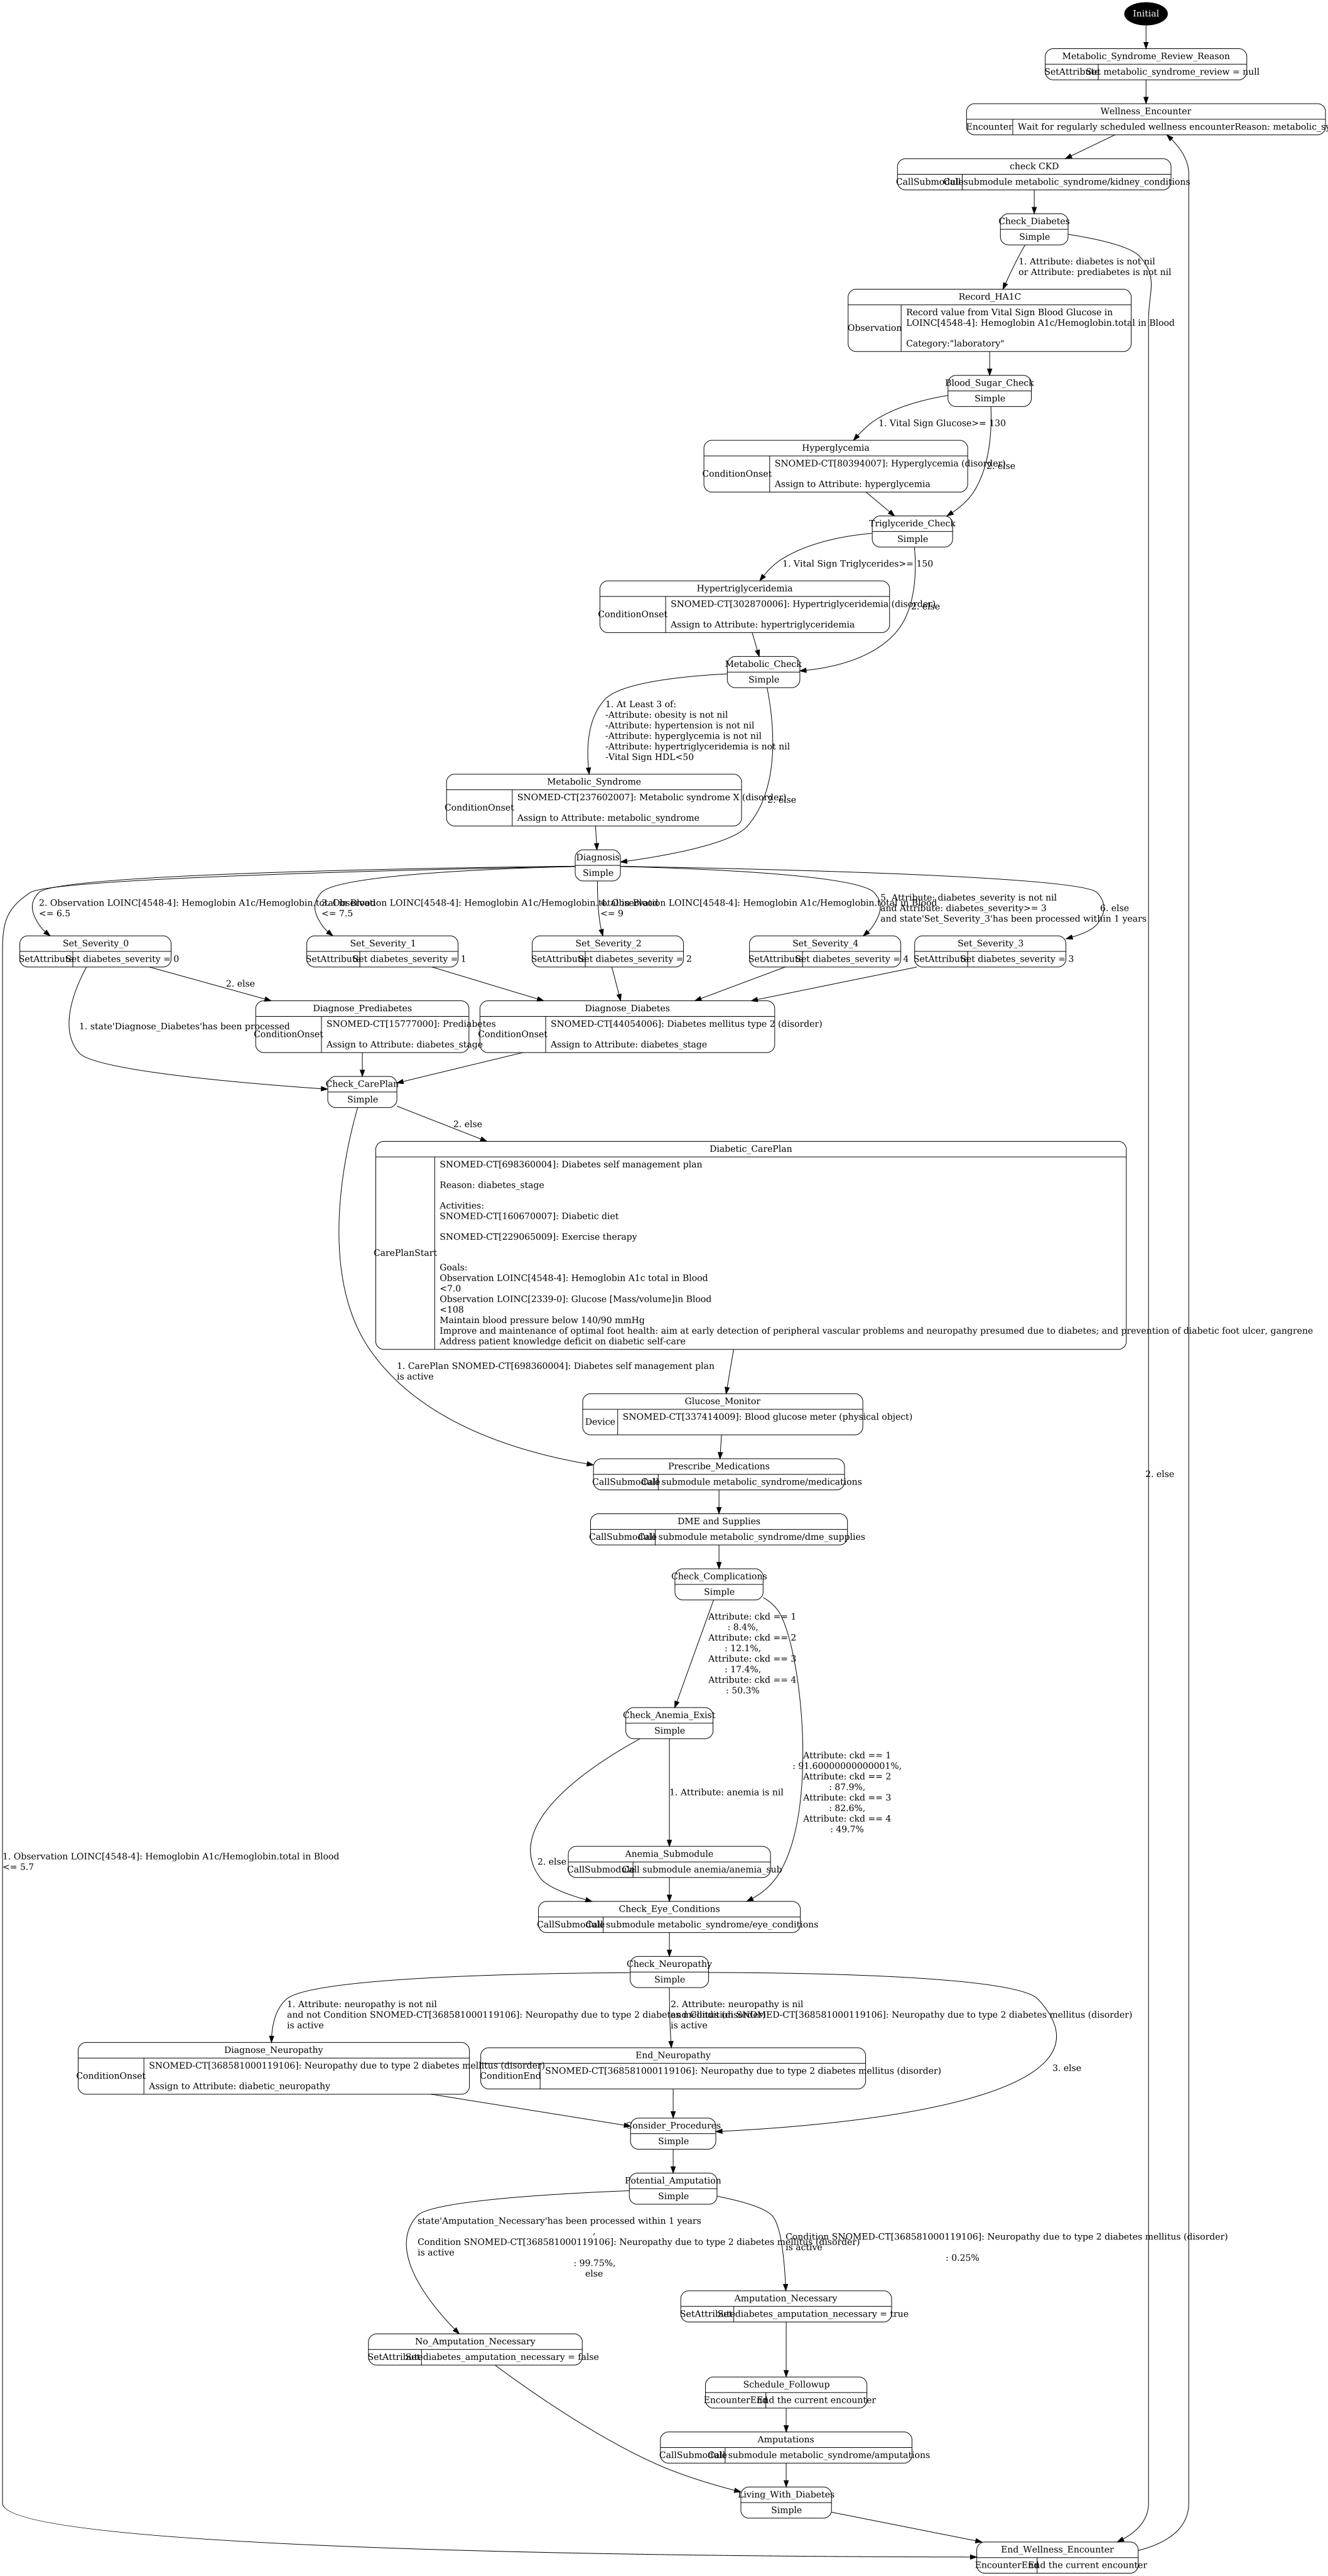 Initial
Metabolic_Syndrome_Review_Reason
SetAttribute
Set metabolic_syndrome_review = null
Wellness_Encounter
Encounter
Wait for regularly scheduled wellness encounterReason: metabolic_sy
check CKD
CallSubmodule
Call submodule metabolic_syndrome/kidney_conditions
Check_Diabetes
Simple
1. Attribute: diabetes is not nil
or Attribute: prediabetes is not nil
Record_HA1C
Observation
Record value from Vital Sign Blood Glucose in
LOINC[4548-4]: Hemoglobin A1c/Hemoglobin.total in Blood
Category:"laboratory"
Blood_Sugar_Check
Simple
1. Vital Sign Glucose>= 130
Hyperglycemia
ConditionOnset
SNOMED-CT[80394007]: Hyperglycemia (disorder)
Assign to Attribute: hyperglycemia
2. else
Triglyceride_Check
Simple
1. Vital Sign Triglycerides>= 150
Hypertriglyceridemia
ConditionOnset
SNOMED-CT[302870006]: Hypertriglyceridemia (disorder)
Assign to Attribute: hypertriglyceridemia
2. else
Metabolic_Check
Simple
1. At Least 3 of:
-Attribute: obesity is not nil
-Attribute: hypertension is not nil
-Attribute: hyperglycemia is not nil
-Attribute: hypertriglyceridemia is not nil
-Vital Sign HDL<50
Metabolic_Syndrome
ConditionOnset
SNOMED-CT[237602007]: Metabolic syndrome X (disorder)
Assign to Attribute: metabolic_syndrome
2. else
Diagnosis
Simple
2. Observation LOINC[4548-4]: Hemoglobin A1c/Hemoglobin.total in Blood
<= 6.5
3. Observation LOINC[4548-4]: Hemoglobin A1c/Hemoglobin.total in Blood
<= 7.5
4. Observation LOINC[4548-4]: Hemoglobin A1c/Hemoglobin.total in Blood
<= 9
5. Attribute: diabetes_severity is not nil
and Attribute: diabetes_severity>= 3
and state'Set_Severity_3'has been processed within 1 years
6. else
Set_Severity_0
SetAttribute
Set diabetes_severity = 0
Set_Severity_1
SetAttribute
Set diabetes_severity = 1
Set_Severity_2
SetAttribute
Set diabetes_severity = 2
Set_Severity_4
SetAttribute
Set diabetes_severity = 4
Set_Severity_3
SetAttribute
Set diabetes_severity = 3
2. else
1. state'Diagnose_Diabetes'has been processed
Diagnose_Prediabetes
ConditionOnset
SNOMED-CT[15777000]: Prediabetes
Assign to Attribute: diabetes_stage
Diagnose_Diabetes
ConditionOnset
SNOMED-CT[44054006]: Diabetes mellitus type 2 (disorder)
Assign to Attribute: diabetes_stage
Check_CarePlan
Simple
2. else
Diabetic_CarePlan
CarePlanStart
SNOMED-CT[698360004]: Diabetes self management plan
Reason: diabetes_stage
Activities:
SNOMED-CT[160670007]: Diabetic diet
SNOMED-CT[229065009]: Exercise therapy
Goals:
Observation LOINC[4548-4]: Hemoglobin A1c total in Blood
<7.0
Observation LOINC[2339-0]: Glucose [Mass/volume]in Blood
<108
Maintain blood pressure below 140/90 mmHg
Improve and maintenance of optimal foot health: aim at early detection of peripheral vascular problems and neuropathy presumed due to diabetes; and prevention of diabetic foot ulcer, gangrene
Address patient knowledge deficit on diabetic self-care
1. CarePlan SNOMED-CT[698360004]: Diabetes self management plan
is active
Glucose_Monitor
Device
SNOMED-CT[337414009]: Blood glucose meter (physical object)
Prescribe_Medications
CallSubmodule
Call submodule metabolic_syndrome/medications
2. else
DME and Supplies
CallSubmodule
Call submodule metabolic_syndrome/dme_supplies
Check_Complications
Simple
Attribute: ckd == 1
: 8.4%,
Attribute: ckd == 2
: 12.1%,
Attribute: ckd == 3
: 17.4%,
Attribute: ckd == 4
: 50.3%
Check_Anemia_Exist
Simple
Attribute: ckd == 1
: 91.60000000000001%,
Attribute: ckd == 2
: 87.9%,
Attribute: ckd == 3
: 82.6%,
Attribute: ckd == 4
: 49.7%
1. Attribute: anemia is nil
Anemia_Submodule
CallSubmodule
Call submodule anemia/anemia_sub
2. else
1. Observation LOINC[4548-4]: Hemoglobin A1c/Hemoglobin.total in Blood
<= 5.7
Check_Eye_Conditions
CallSubmodule
Call submodule metabolic_syndrome/eye_conditions
Check_Neuropathy
Simple
1. Attribute: neuropathy is not nil
and not Condition SNOMED-CT[368581000119106]: Neuropathy due to type 2 diabetes mellitus (disorder)
is active
2. Attribute: neuropathy is nil
and Condition SNOMED-CT[368581000119106]: Neuropathy due to type 2 diabetes mellitus (disorder)
is active
3. else
Diagnose_Neuropathy
ConditionOnset
SNOMED-CT[368581000119106]: Neuropathy due to type 2 diabetes mellitus (disorder)
Assign to Attribute: diabetic_neuropathy
End_Neuropathy
ConditionEnd
SNOMED-CT[368581000119106]: Neuropathy due to type 2 diabetes mellitus (disorder)
Consider_Procedures
Simple
Potential_Amputation
Simple
state'Amputation_Necessary'has been processed within 1 years
,
Condition SNOMED-CT[368581000119106]: Neuropathy due to type 2 diabetes mellitus (disorder)
is active
: 99.75%,
else
Condition SNOMED-CT[368581000119106]: Neuropathy due to type 2 diabetes mellitus (disorder)
is active
: 0.25%
Amputation_Necessary
SetAttribute
Set diabetes_amputation_necessary = true
No_Amputation_Necessary
SetAttribute
Set diabetes_amputation_necessary = false
Schedule_Followup
EncounterEnd
End the current encounter
Amputations
CallSubmodule
Call submodule metabolic_syndrome/amputations
Living_With_Diabetes
Simple
End_Wellness_Encounter
EncounterEnd
End the current encounter